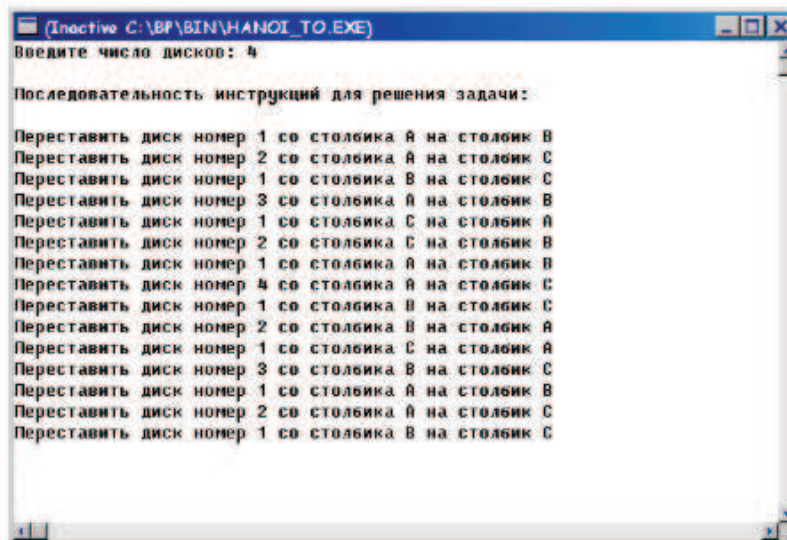 (Inactive C:\BP\BIN\HANOI_TO.EXE)
Введите число дисков: 4
Последовательность инструкций для решения задачи:
Переставить диск номер 1 со столбика A на столбик B
Переставить диск номер 2 со столбика A на столбик C
Переставить диск номер 1 со столбика B на столбик C
Переставить диск номер 3 со столбика A на столбик B
Переставить диск номер 1 со столбика C на столбик A
Переставить диск номер 2 со столбика C на столбик B
Переставить диск номер 1 со столбика A на столбик B
Переставить диск номер 4 со столбика A на столбик C
Переставить диск номер 1 со столбика B на столбик C
Переставить диск номер 2 со столбика B на столбик A
Переставить диск номер 1 со столбика C на столбик A
Переставить диск номер 3 со столбика B на столбик C
Переставить диск номер 1 со столбика A на столбик B
Переставить диск номер 2 со столбика A на столбик C
Переставить диск номер 1 со столбика B на столбик C